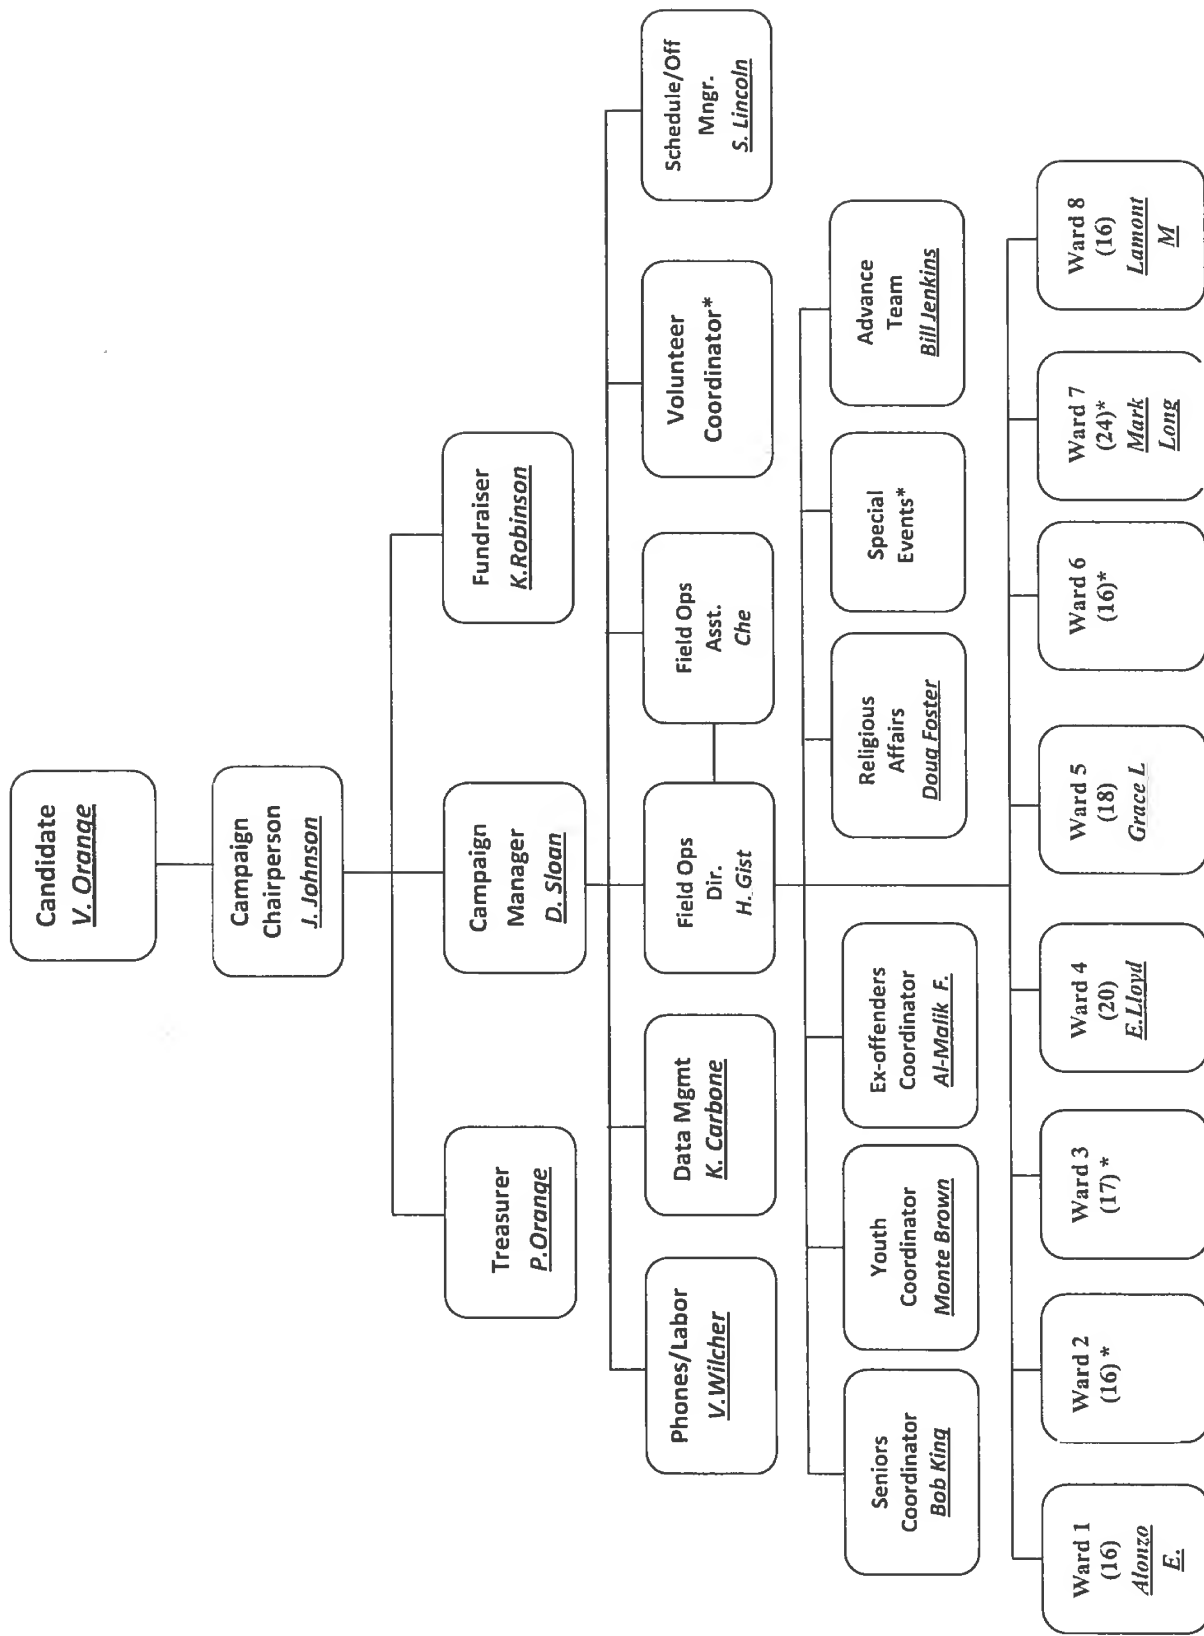 Candidate
V. Orange
Campaign
Chairperson
J. Johnson
Treasurer
P.Orange
Campaign
Manager
D. Sloan
Fundraiser
K.Robinson
Phones/Labor
V.Wilcher
Data Mgmt
K. Carbone
Field Ops
Dir.
H. Gist
Field Ops
Asst.
Che
Volunteer
Coordinator*
Schedule/Off
Mngr.
S. Lincoln
Seniors
Coordinator
Bob King
Youth
Coordinator
Monte Brown
Ex-offenders
Coordinator
Al-Malik F.
Religious
Affairs
Doug Foster
Special
Events*
Advance
Team
Bill Jenkins
Ward 1
(16)
Alonzo
E.
Ward 2
(16) *
Ward 3
(17) *
Ward 4
(20)
E.Lloyd
Ward 5
(18)
Grace L
Ward 6
(16)*
Ward 7
(24)*
Mark
Long
Ward 8
(16)
Lamont
M